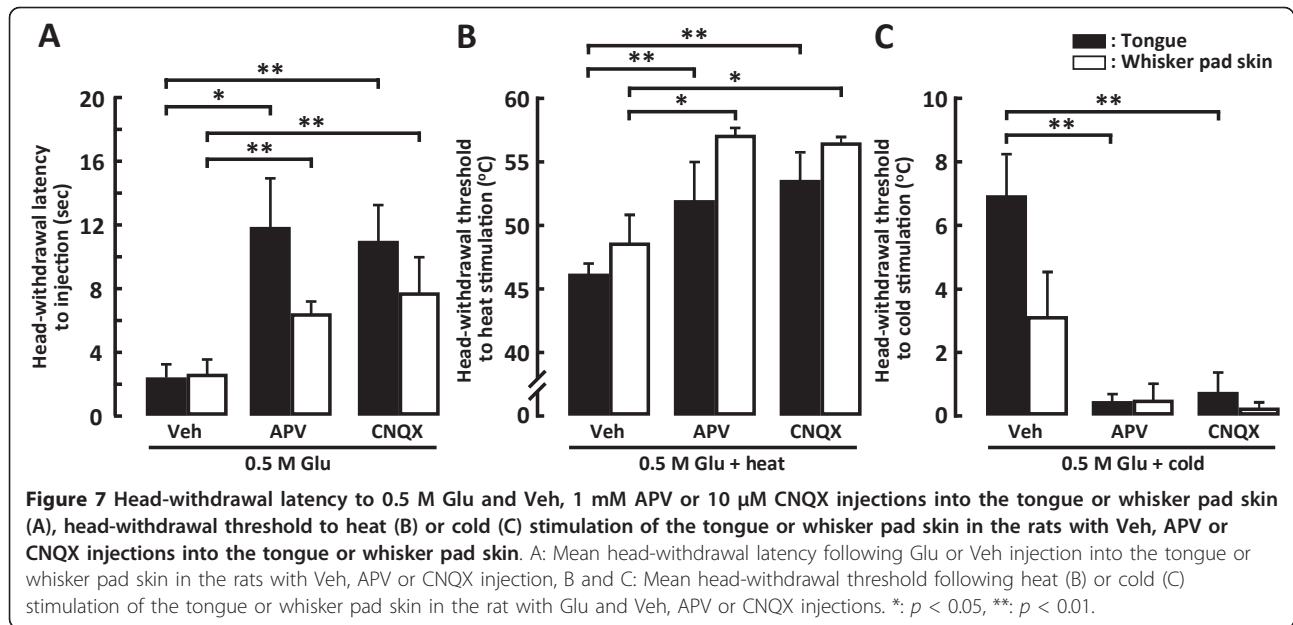 A
B
C
: Tongue
: Whisker pad skin
** ** **
* ** *
** * **
**
Head-withdrawal latency
to injection (sec)
20
16
12
8
4
0
Veh APV CNQX
0.5 M Glu
Head-withdrawal threshold
to heat stimulation (°C)
60
55
50
45
40
0
Veh APV CNQX
0.5 M Glu + heat
Head-withdrawal threshold
to cold stimulation (°C)
10
8
6
4
2
0
Veh APV CNQX
0.5 M Glu + cold
Figure 7 Head-withdrawal latency to 0.5 M Glu and Veh, 1 mM APV or 10 μM CNQX injections into the tongue or whisker pad skin
(A), head-withdrawal threshold to heat (B) or cold (C) stimulation of the tongue or whisker pad skin in the rats with Veh, APV or
CNQX injections into the tongue or whisker pad skin. A: Mean head-withdrawal latency following Glu or Veh injection into the tongue or
whisker pad skin in the rats with Veh, APV or CNQX injection, B and C: Mean head-withdrawal threshold following heat (B) or cold (C)
stimulation of the tongue or whisker pad skin in the rat with Glu and Veh, APV or CNQX injections. *: p < 0.05, **: p < 0.01.